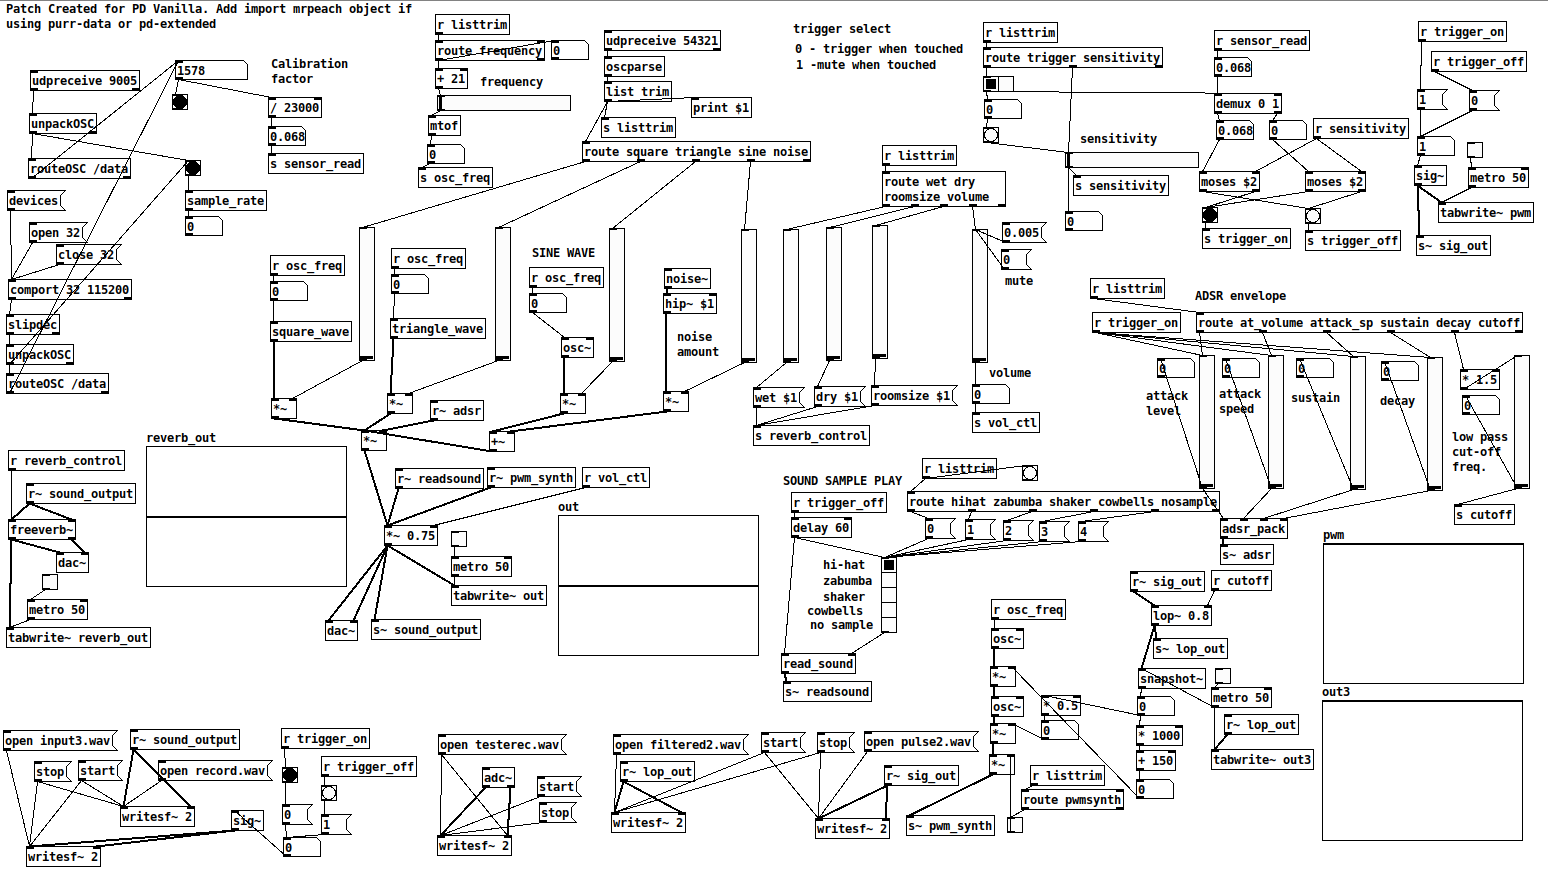 Patch Created for PD Vanilla. Add import mrpeach object if
using purr-data or pd-extended
udpreceive 9005
unpackOSC
routeOSC /data
devices
open 32
close 32
comport 32 115200
slipdec
unpackOSC
routeOSC /data
1578
sample_rate
0
Calibration
factor
/ 23000
0.068
s sensor_read
r listtrim
route frequency
0
+ 21
frequency
mtof
0
s osc_freq
udpreceive 54321
oscparse
list trim
print $1
s listtrim
route square triangle sine noise
trigger select
0 - trigger when touched
1 -mute when touched
r listtrim
route trigger sensitivity
0
sensitivity
s sensitivity
0
r sensor_read
0.068
demux 0 1
0.068
0
r sensitivity
moses $2
moses $2
s trigger_on
s trigger_off
r trigger_on
r trigger_off
1
0
1
sig~
metro 50
tabwrite~ pwm
s~ sig_out
r osc_freq
0
square_wave
*~
r osc_freq
0
triangle_wave
*~
r~ adsr
*~
SINE WAVE
r osc_freq
0
osc~
*~
+~
noise~
hip~ $1
noise
amount
*~
r listtrim
route wet dry
roomsize volume
0.005
0
mute
wet $1
dry $1
roomsize $1
s reverb_control
volume
0
s vol_ctl
r listtrim
ADSR envelope
r trigger_on
route at_volume attack_sp sustain decay cutoff
0
attack
level
0
attack
speed
0
sustain
0
decay
* 1.5
0
low pass
cut-off
freq.
s cutoff
adsr_pack
s~ adsr
reverb_out
r reverb_control
r~ sound_output
freeverb~
dac~
metro 50
tabwrite~ reverb_out
r~ readsound
r~ pwm_synth
r vol_ctl
*~ 0.75
metro 50
tabwrite~ out
dac~
s~ sound_output
out
SOUND SAMPLE PLAY
r listtrim
r trigger_off
route hihat zabumba shaker cowbells nosample
delay 60
0
1
2
3
4
hi-hat
zabumba
shaker
cowbells
no sample
read_sound
s~ readsound
r osc_freq
osc~
*~
osc~
* 0.5
*~
0
*~
r listtrim
route pwmsynth
s~ pwm_synth
r~ sig_out
r cutoff
lop~ 0.8
s~ lop_out
snapshot~
0
* 1000
+ 150
0
metro 50
r~ lop_out
tabwrite~ out3
pwm
out3
open input3.wav
r~ sound_output
stop
start
open record.wav
writesf~ 2
sig~
writesf~ 2
r trigger_on
r trigger_off
0
1
0
open testerec.wav
adc~
start
stop
writesf~ 2
open filtered2.wav
r~ lop_out
writesf~ 2
start
stop
open pulse2.wav
r~ sig_out
writesf~ 2